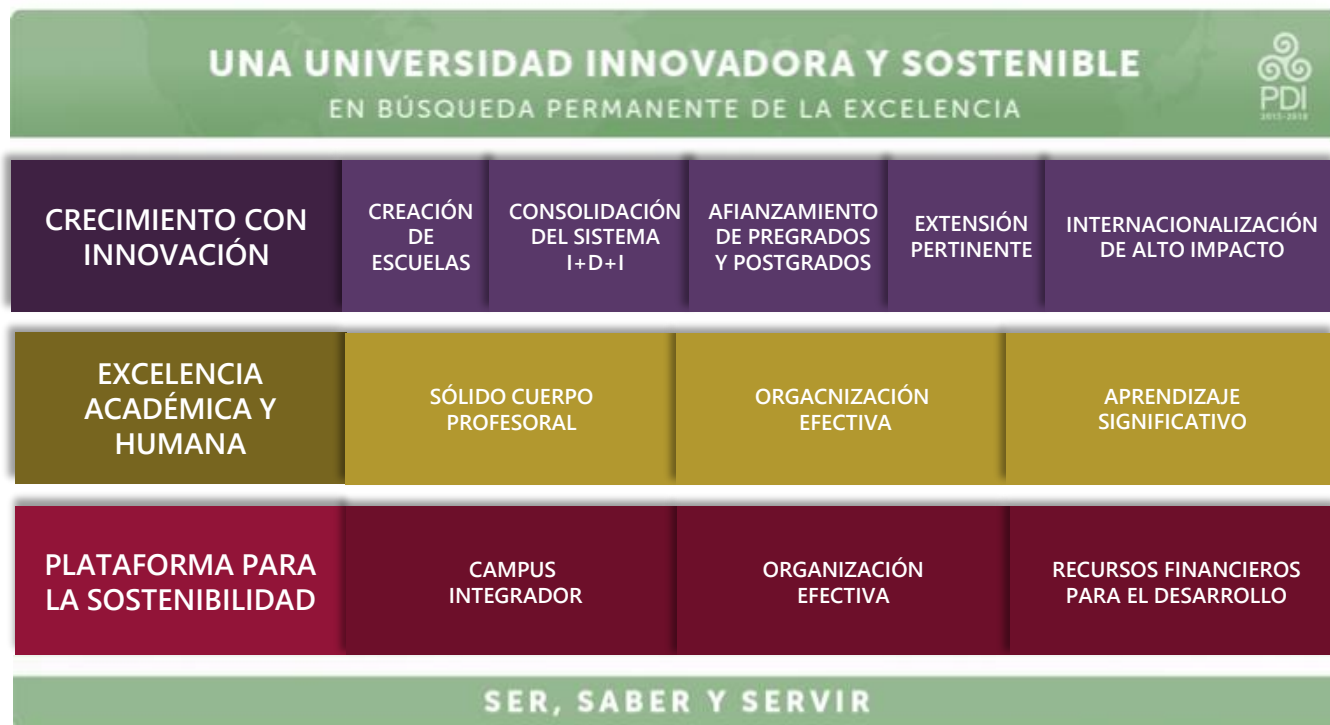 UNA UNIVERSIDAD INNOVADORA Y SOSTENIBLE
EN BÚSQUEDA PERMANENTE DE LA EXCELENCIA
PDI
CRECIMIENTO CON
INNOVACIÓN
CREACIÓN
DE
ESCUELAS
CONSOLIDACIÓN
DEL SISTEMA
I+D+I
AFIANZAMIENTO
DE PREGRADOS
Y POSTGRADOS
EXTENSIÓN
PERTINENTE
INTERNACIONALIZACIÓN
DE ALTO IMPACTO
EXCELENCIA
ACADÉMICA Y
HUMANA
SÓLIDO CUERPO
PROFESORAL
ORGACNIZACIÓN
EFECTIVA
APRENDIZAJE
SIGNIFICATIVO
PLATAFORMA PARA
LA SOSTENIBILIDAD
CAMPUS
INTEGRADOR
ORGANIZACIÓN
EFECTIVA
RECURSOS FINANCIEROS
PARA EL DESARROLLO
SER, SABER Y SERVIR